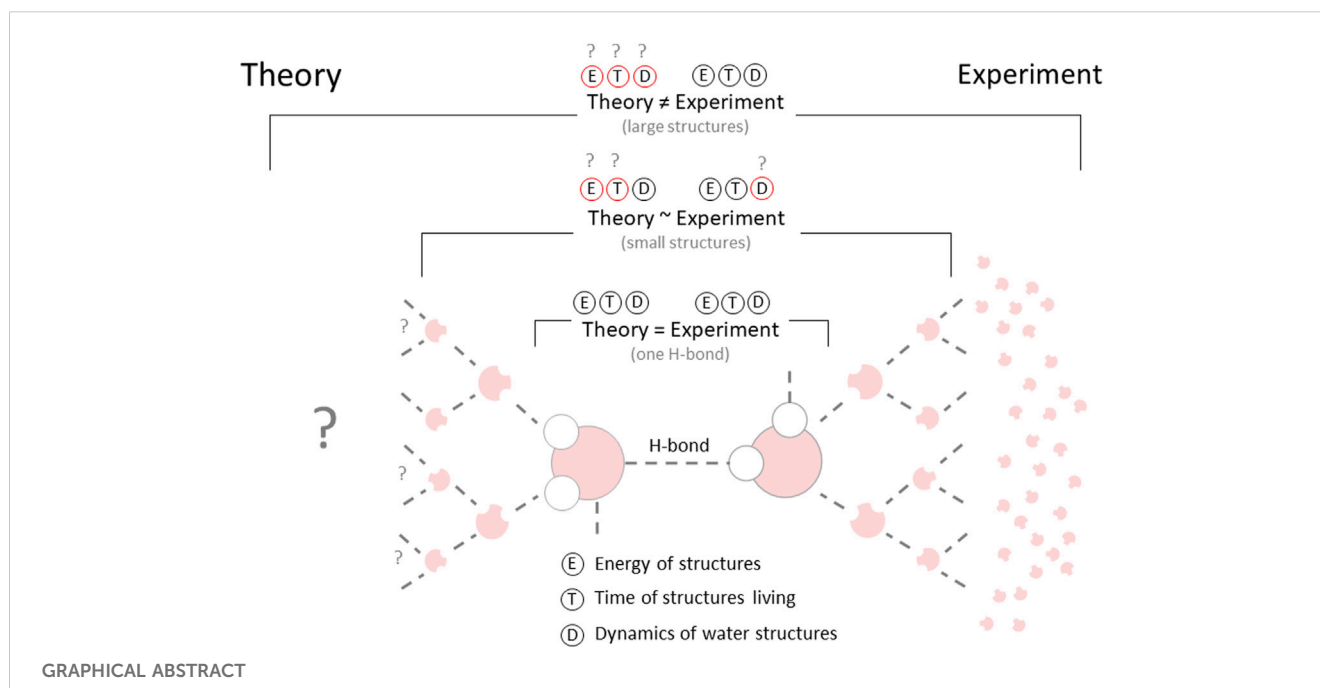 ? ? ?
Theory
E T D E T D
Experiment
Theory ≠ Experiment
(large structures)
? ? ?
E T D E T D
Theory ~ Experiment
(small structures)
E T D E T D
Theory = Experiment
(one H-bond)
?
?
H-bond
?
?
E Energy of structures
T Time of structures living
D Dynamics of water structures
GRAPHICAL ABSTRACT